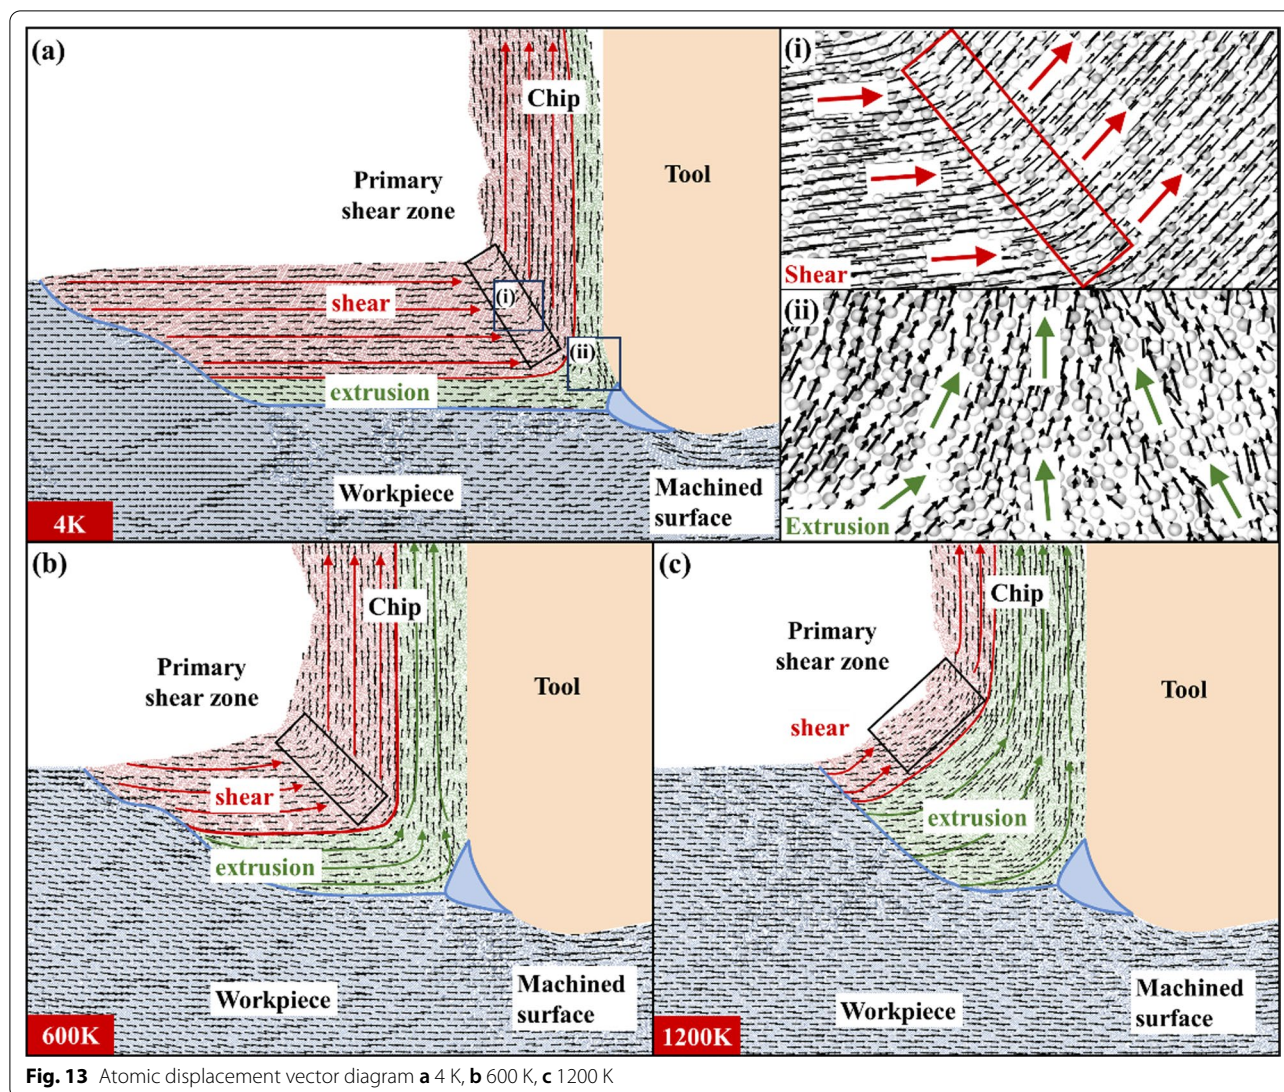 (a)
Chip
Primary
shear zone
Tool
shear
(i)
(ii)
extrusion
Workpiece
Machined
surface
4K
(i)
Shear
(ii)
Extrusion
(b)
Chip
Primary
shear zone
Tool
shear
extrusion
Workpiece
Machined
surface
600K
(c)
Chip
Primary
shear zone
Tool
shear
extrusion
Workpiece
Machined
surface
1200K
Fig. 13 Atomic displacement vector diagram a 4 K, b 600 K, c 1200 K